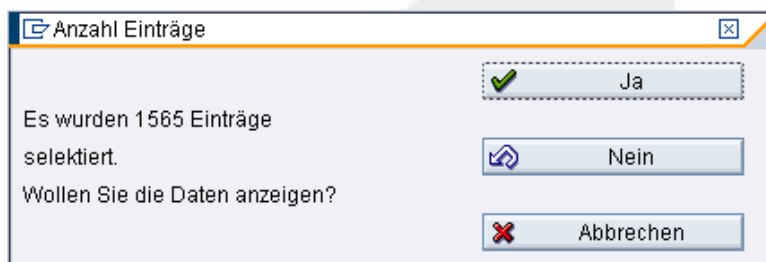 Anzahl Einträge
Ja
Es wurden 1565 Einträge
selektiert.
Nein
Wollen Sie die Daten anzeigen?
Abbrechen